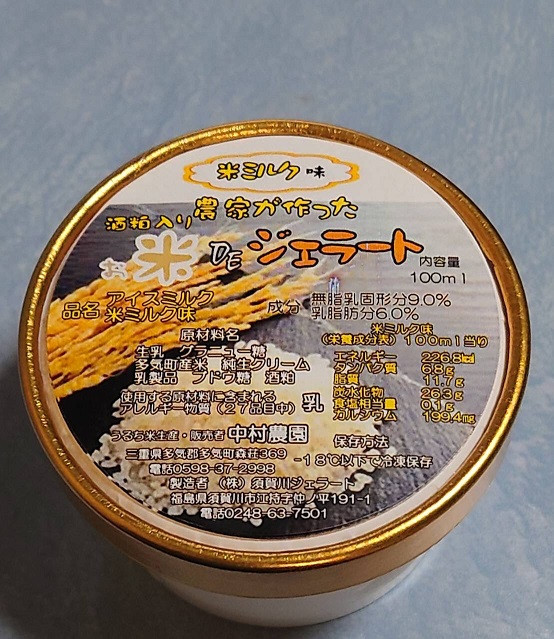 米ミルク味
農家が作った
酒粕入り
お米DEジェラート
内容量
100ml
品名 アイスミルク
米ミルク味
成分 無脂乳固形分9.0%
乳脂肪分6.0%
原材料名
生乳 グラニュー糖
多気町産米 純生クリーム
乳製品 ブドウ糖 酒粕
使用する原材料に含まれる
アレルギー物質(27品目中) 乳
米ミルク味
(栄養成分表)100ml当り
エネルギー 226.8kcal
タンパク質 6.8g
脂質 11.7g
炭水化物 26.3g
食塩相当量 0.1g
カルシウム 199.4mg
うるち米生産・販売者 中村農園
三重県多気郡多気町森荘369
電話0598-37-2998
保存方法
-18℃以下で冷凍保存
製造者 (株)須賀川ジェラート
福島県須賀川市江持字仲ノ平191-1
電話0248-63-7501